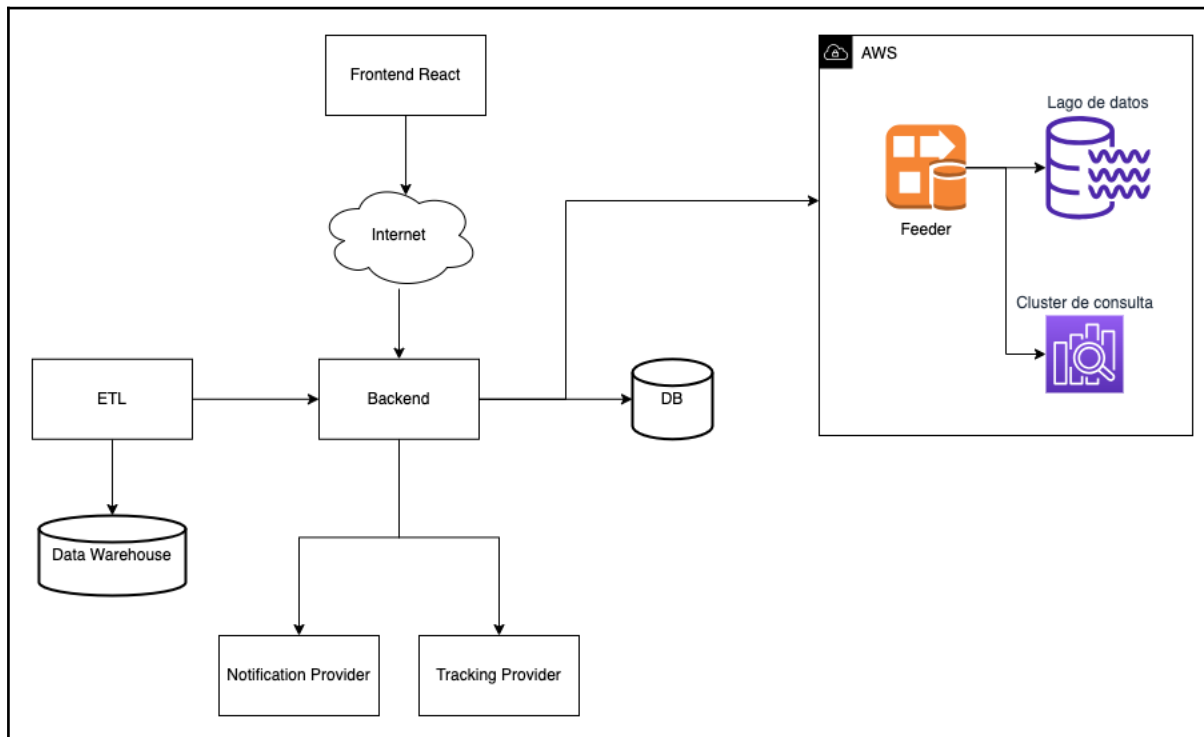 Frontend React
AWS
Lago de datos
Feeder
Internet
Cluster de consulta
ETL
Backend
DB
Data Warehouse
Notification Provider
Tracking Provider